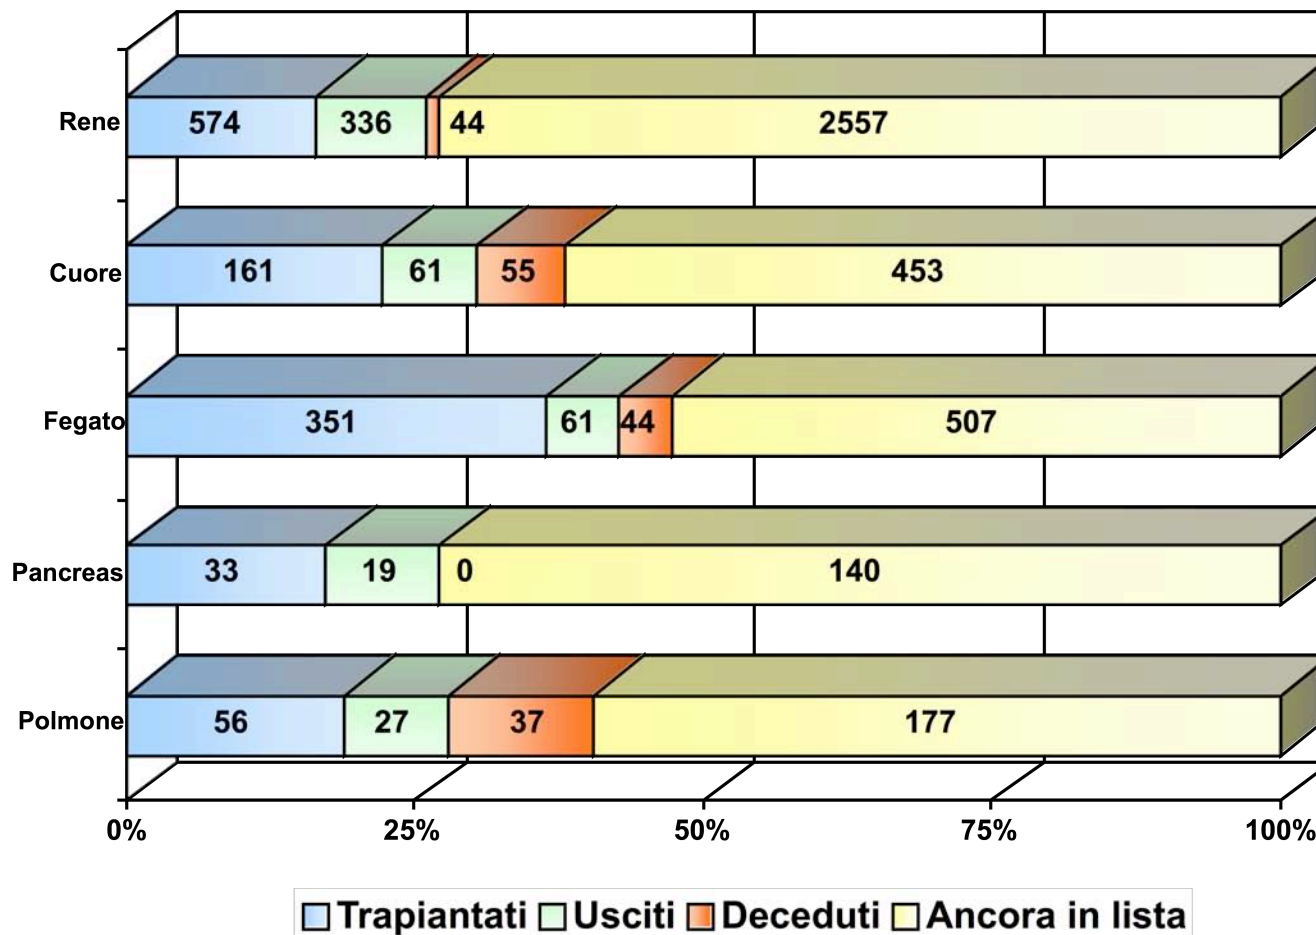 Rene 574 336 44 2557
Cuore 161 61 55 453
Fegato 351 61 44 507
Pancreas 33 19 0 140
Polmone 56 27 37 177
0% 25% 50% 75% 100%
Trapiantati Usciti Deceduti Ancora in lista